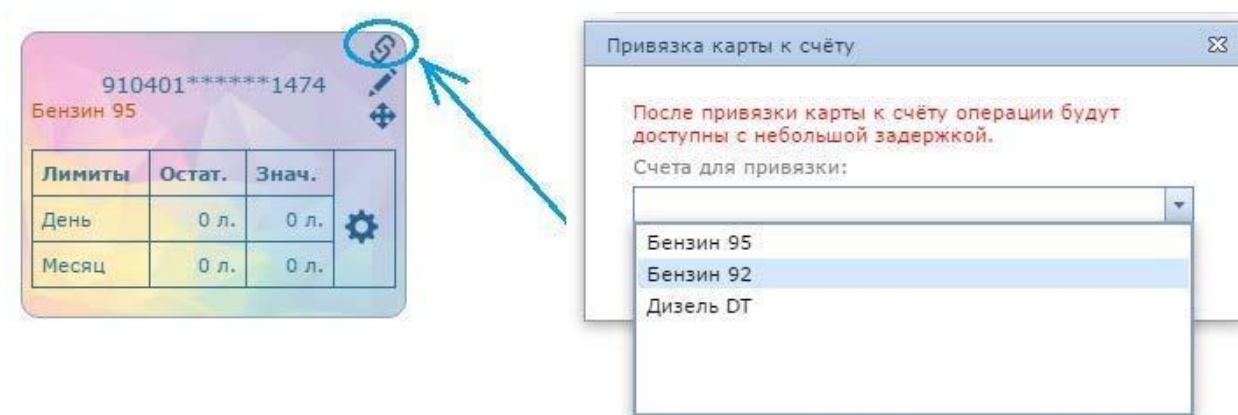 910401******1474
Бензин 95
Лимиты Остат. Знач.
День 0 л. 0 л.
Месяц 0 л. 0 л.
Привязка карты к счёту
После привязки карты к счёту операции будут
доступны с небольшой задержкой.
Счета для привязки:
Бензин 95
Бензин 92
Дизель DT